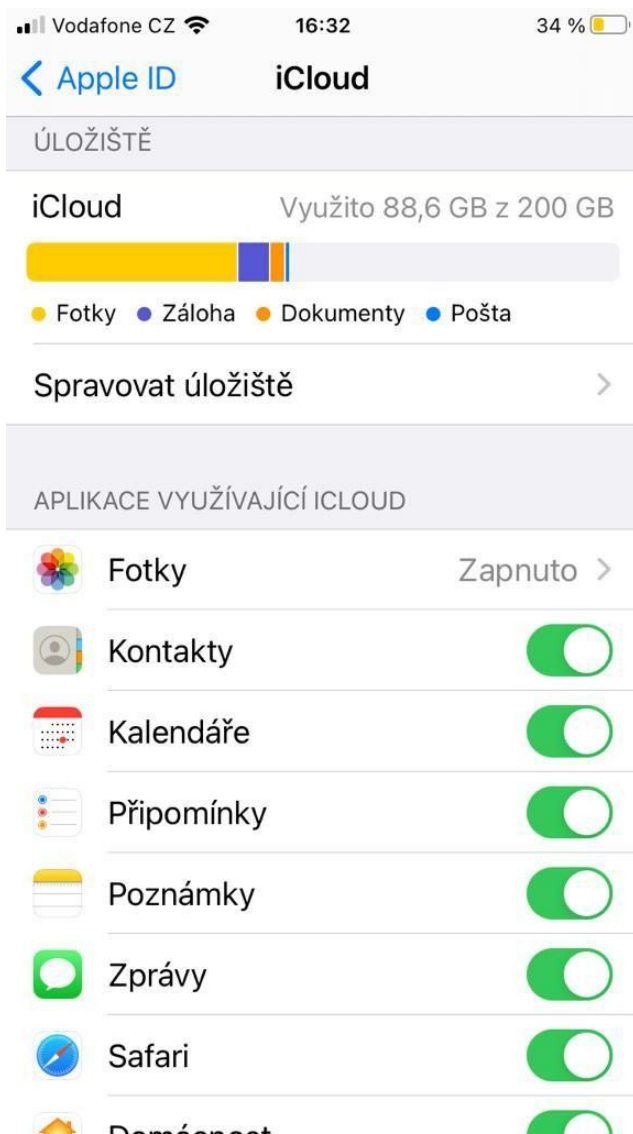 Vodafone CZ 16:32 34 %
Apple ID iCloud
ÚLOŽIŠTĚ
iCloud Využito 88,6 GB z 200 GB
Fotky Záloha Dokumenty Pošta
Spravovat úložiště
APLIKACE VYUŽÍVAJÍCÍ ICLOUD
Fotky Zapnuto
Kontakty
Kalendáře
Připomínky
Poznámky
Zprávy
Safari
Domácnost